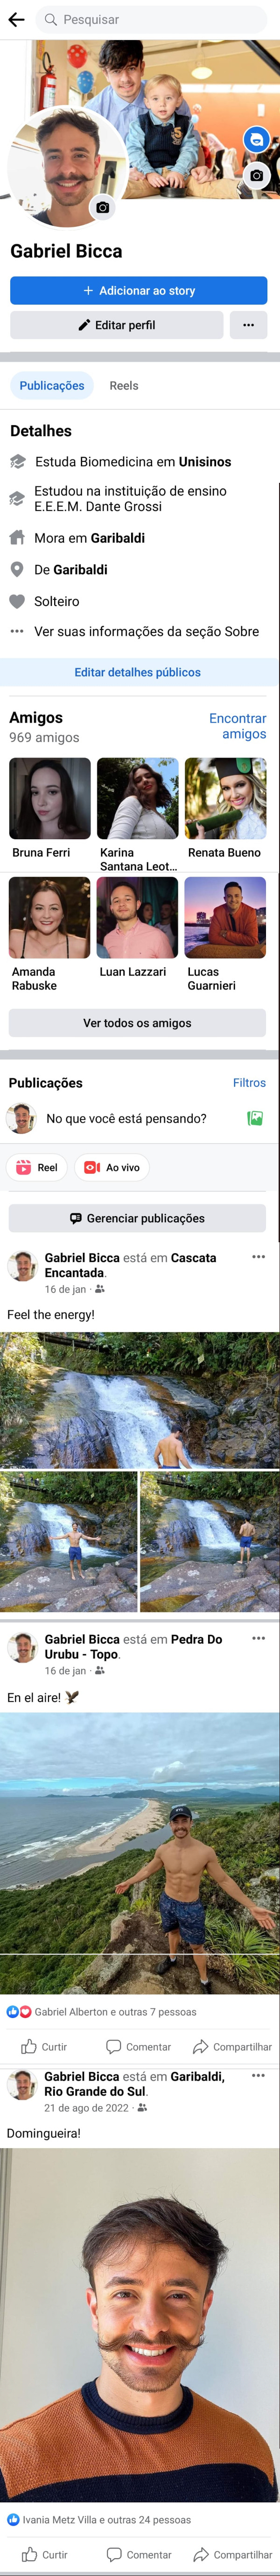 Pesquisar
Gabriel Bicca
+ Adicionar ao story
Editar perfil
Publicações Reels
Detalhes
Estuda Biomedicina em Unisinos
Estudou na instituição de ensino
E.E.E.M. Dante Grossi
Mora em Garibaldi
De Garibaldi
Solteiro
Ver suas informações da seção Sobre
Editar detalhes públicos
Amigos
969 amigos
Encontrar
amigos
Bruna Ferri
Karina
Santana Leot...
Renata Bueno
Amanda
Rabuske
Luan Lazzari
Lucas
Guarnieri
Ver todos os amigos
Publicações
Filtros
No que você está pensando?
Reel
Ao vivo
Gerenciar publicações
Gabriel Bicca está em Cascata
Encantada.
16 de jan ·
Feel the energy!
Gabriel Bicca está em Pedra Do
Urubu - Topo.
16 de jan ·
En el aire!
Gabriel Alberton e outras 7 pessoas
Curtir Comentar Compartilhar
Gabriel Bicca está em Garibaldi,
Rio Grande do Sul.
21 de ago de 2022 ·
Domingueira!
Ivania Metz Villa e outras 24 pessoas
Curtir Comentar Compartilhar